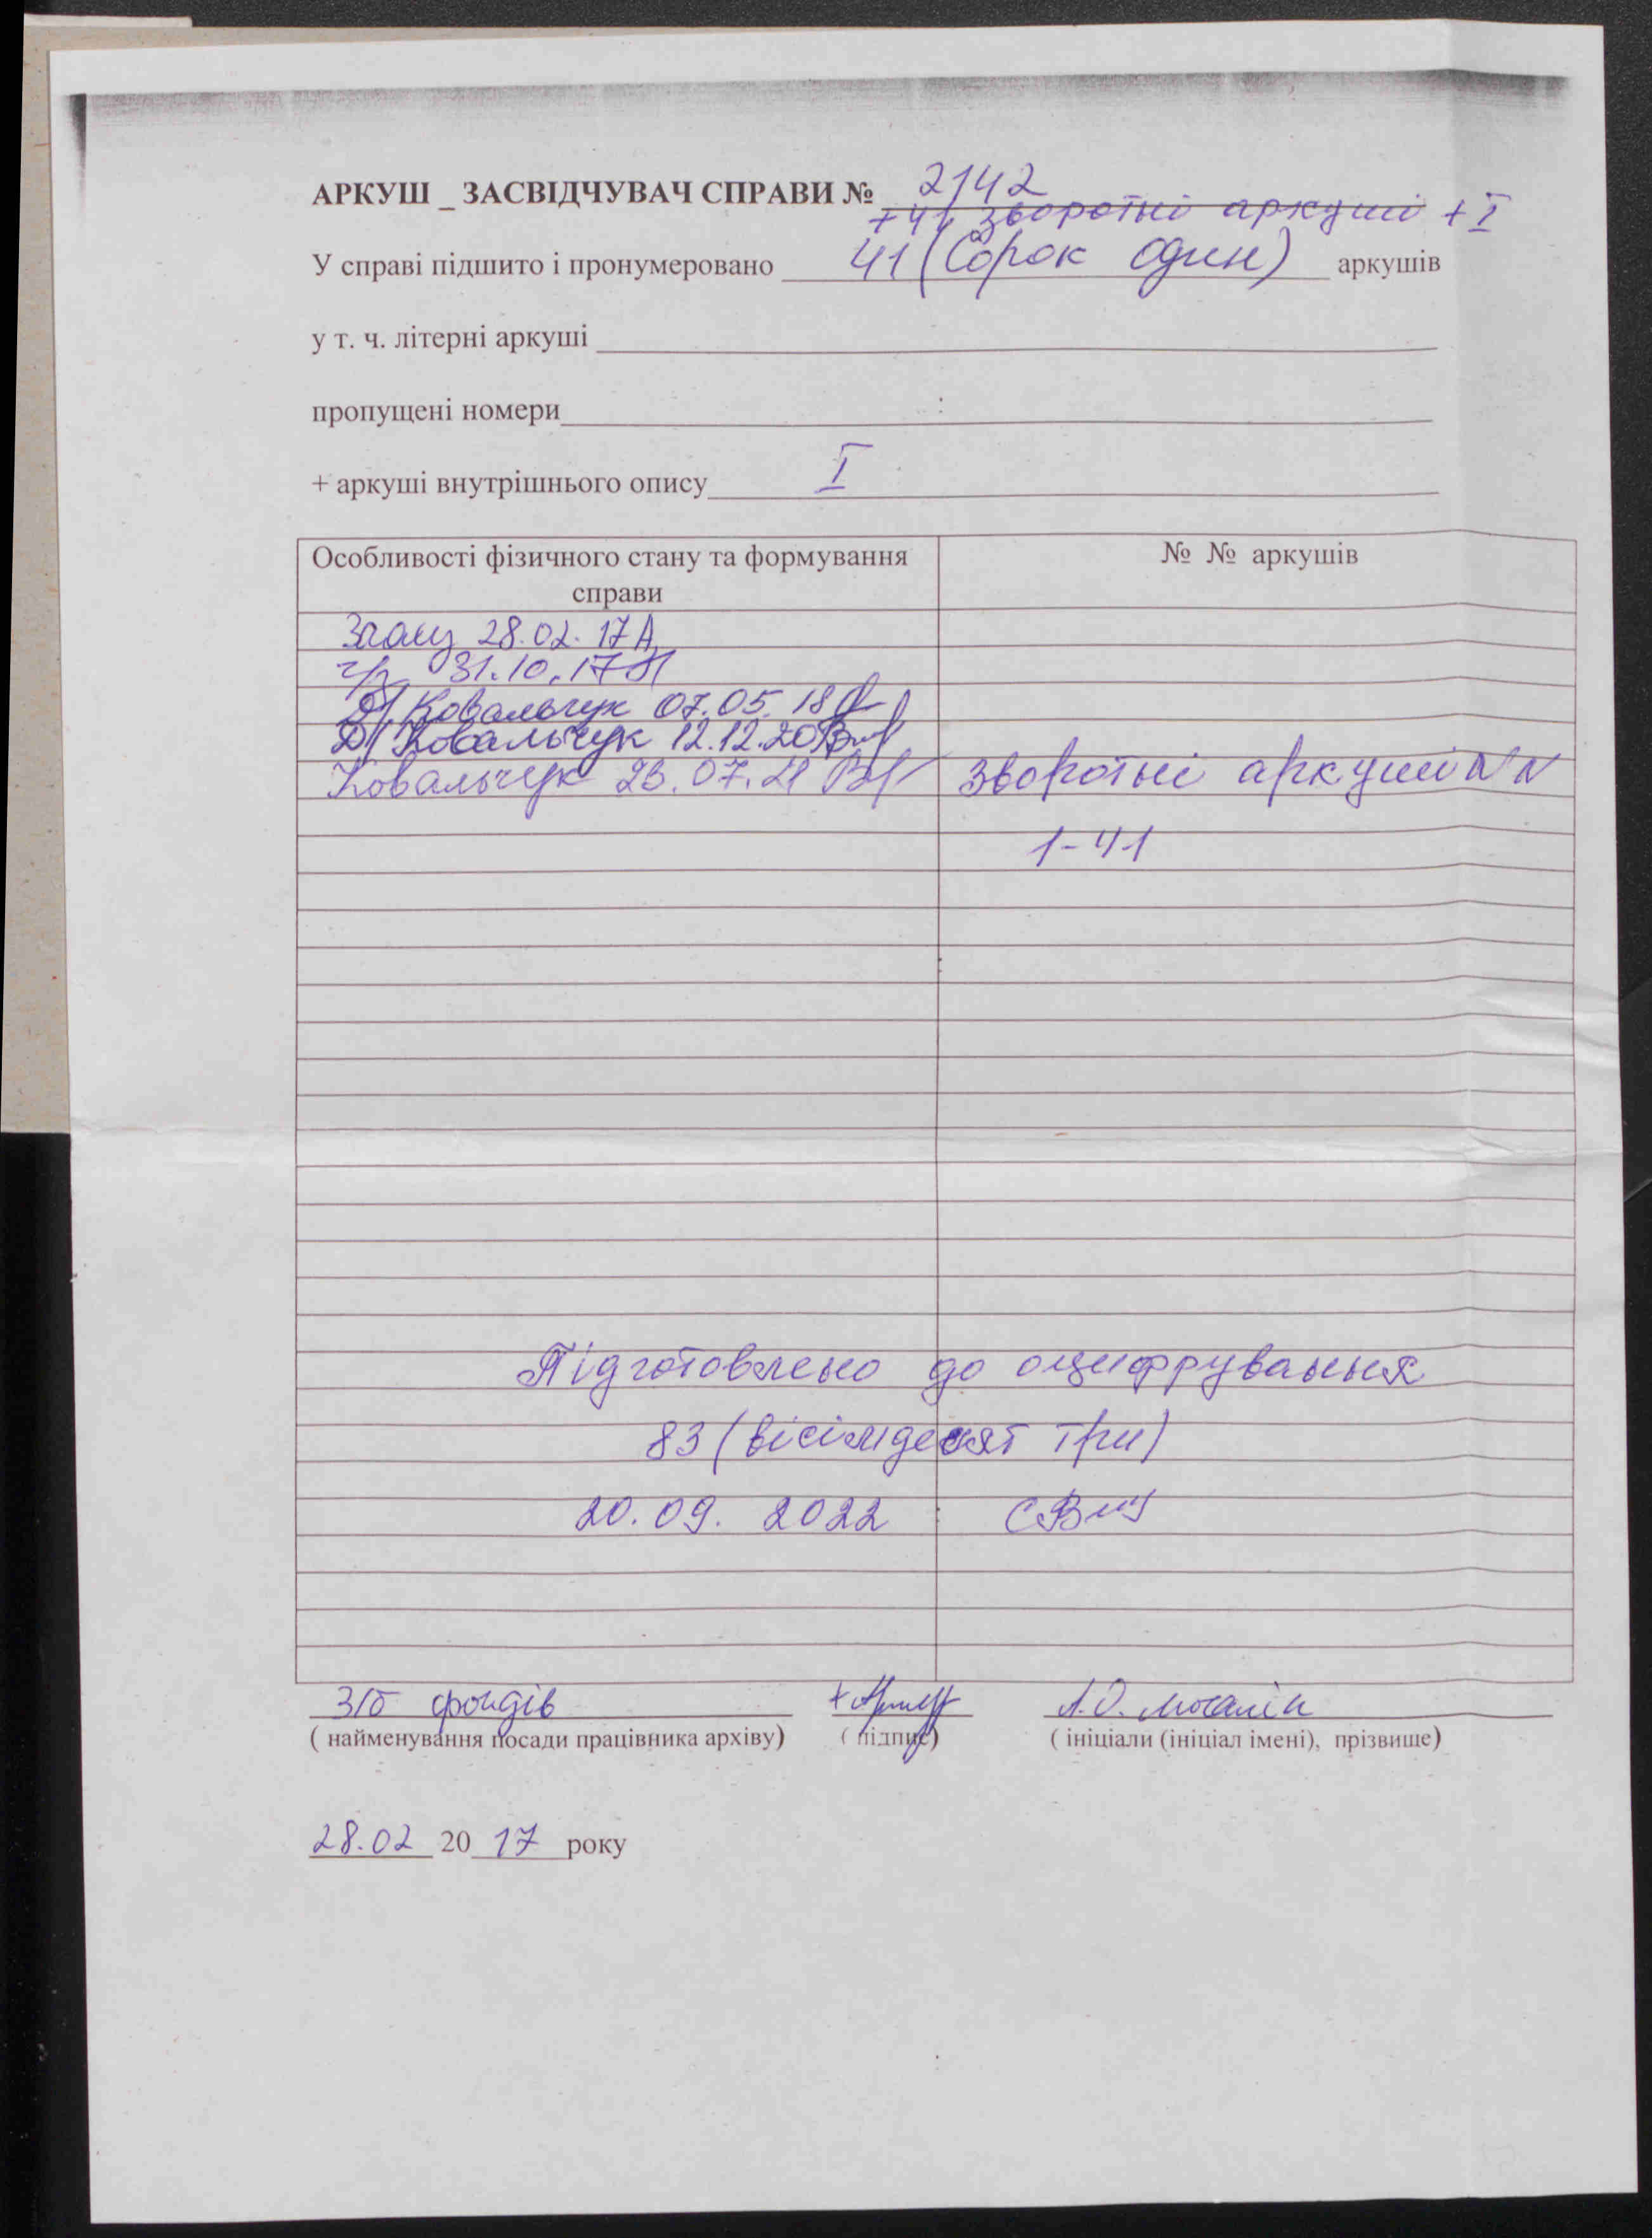 АРКУШ _ ЗАСВІДЧУВАЧ СПРАВИ № 2142
+41 зворотні аркуші + I
У справі підшито і пронумеровано 41 (Сорок один) аркушів
у т. ч. літерні аркуші
пропущені номери
+ аркуші внутрішнього опису I
Особливості фізичного стану та формування справи
№ № аркушів
28.02.17
31.10.17
Ковальчук 07.05.18
Ковальчук 12.12.20
Ковальчук 26.07.21 зворотні аркуші N N
1-41
Підготовлено до оцифрування
83 (вісімдесят три)
20.09. 2022
фондів
( найменування посади працівника архіву) ( підпис) ( ініціали (ініціал імені), прізвище)
28.02 20 17 року